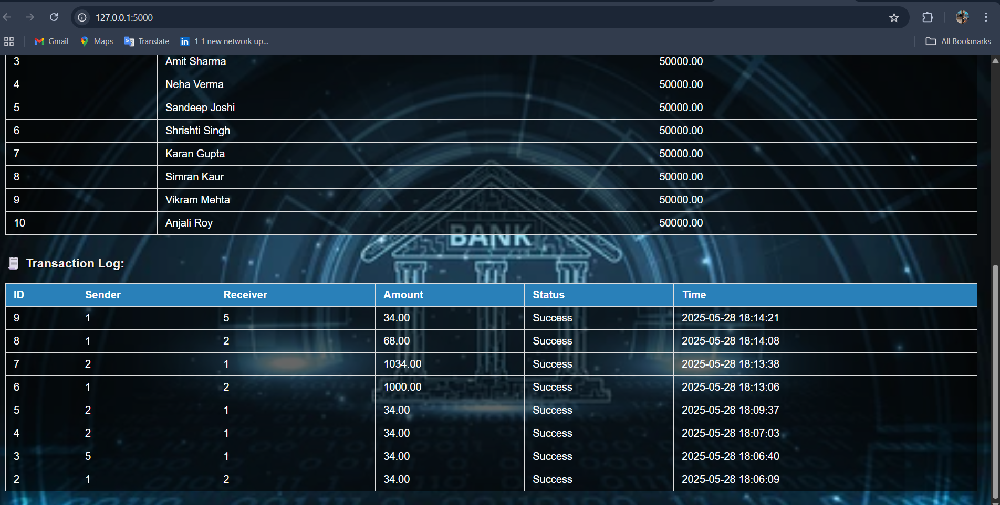 127.0.0.1:5000
Gmail Maps Translate 1 1 new network up... All Bookmarks
3 Amit Sharma 50000.00
4 Neha Verma 50000.00
5 Sandeep Joshi 50000.00
6 Shrishti Singh 50000.00
7 Karan Gupta 50000.00
8 Simran Kaur 50000.00
9 Vikram Mehta 50000.00
10 Anjali Roy 50000.00
BANK
Transaction Log:
ID Sender Receiver Amount Status Time
9 1 5 34.00 Success 2025-05-28 18:14:21
8 1 2 68.00 Success 2025-05-28 18:14:08
7 2 1 1034.00 Success 2025-05-28 18:13:38
6 1 2 1000.00 Success 2025-05-28 18:13:06
5 2 1 34.00 Success 2025-05-28 18:09:37
4 2 1 34.00 Success 2025-05-28 18:07:03
3 5 1 34.00 Success 2025-05-28 18:06:40
2 1 2 34.00 Success 2025-05-28 18:06:09